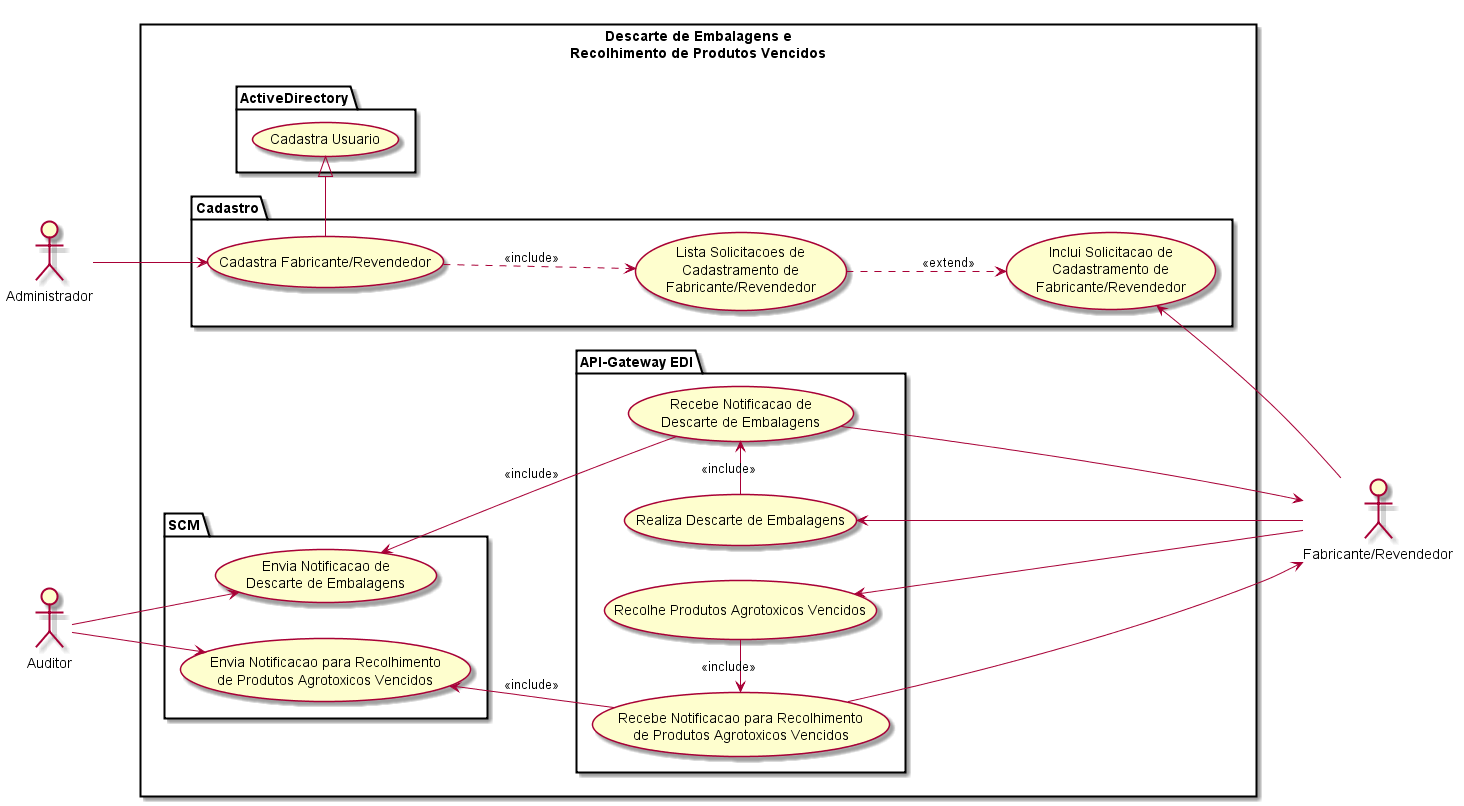 Descarte de Embalagens e
Recolhimento de Produtos Vencidos
ActiveDirectory
Cadastra Usuario
Cadastro
Cadastra Fabricante/Revendedor
«include»
Lista Solicitacoes de
Cadastramento de
Fabricante/Revendedor
«extend»
Inclui Solicitacao de
Cadastramento de
Fabricante/Revendedor
Administrador
API-Gateway EDI
Recebe Notificacao de
Descarte de Embalagens
«include»
«include»
Realiza Descarte de Embalagens
Fabricante/Revendedor
SCM
Envia Notificacao de
Descarte de Embalagens
Recolhe Produtos Agrotoxicos Vencidos
Auditor
Envia Notificacao para Recolhimento
de Produtos Agrotoxicos Vencidos
«include»
«include»
Recebe Notificacao para Recolhimento
de Produtos Agrotoxicos Vencidos